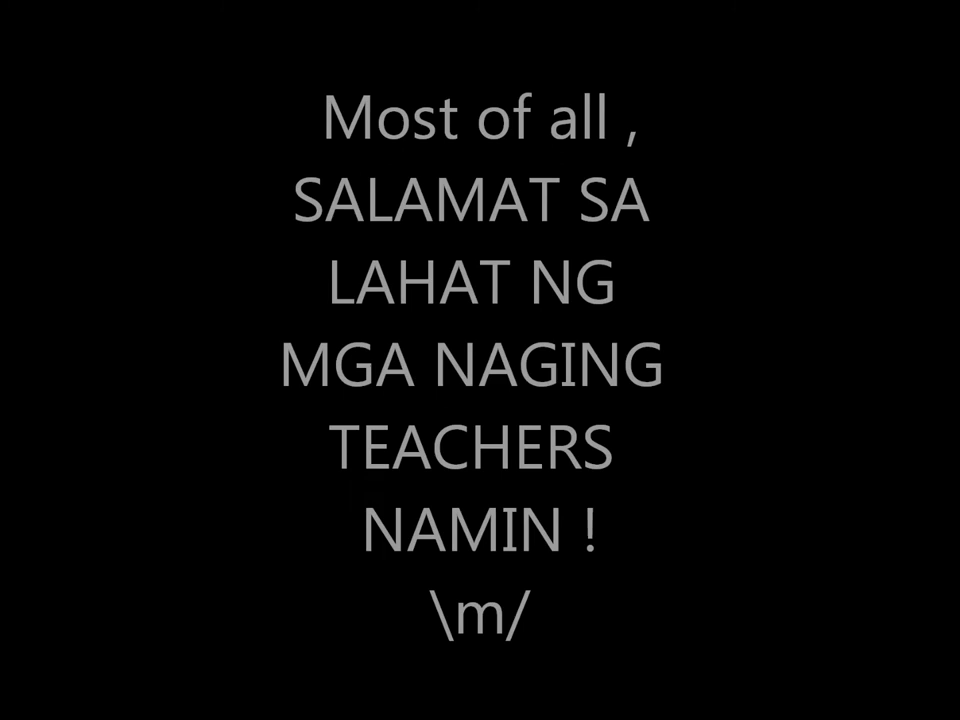 Most of all ,
SALAMAT SA
LAHAT NG
MGA NAGING
TEACHERS
NAMIN !
\m/